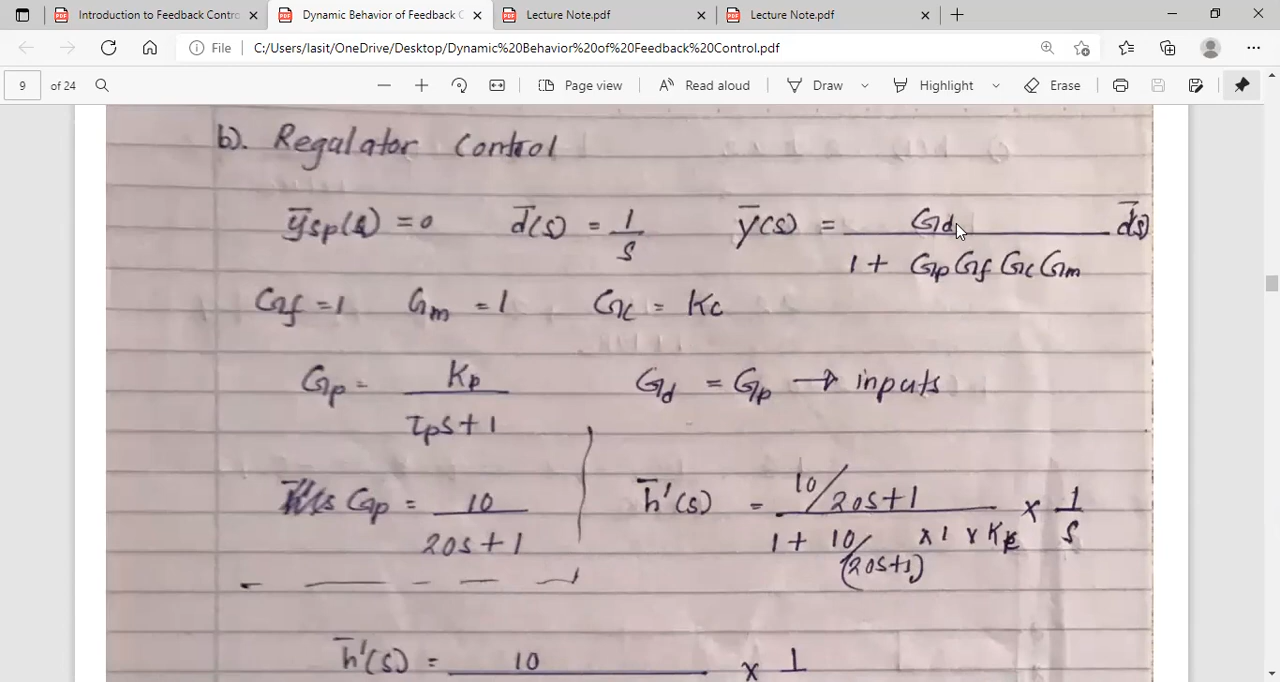 Introduction to Feedback Contro
Dynamic Behavior of Feedback C
Lecture Note.pdf
Lecture Note.pdf
File
C:/Users/lasit/OneDrive/Desktop/Dynamic%20Behavior%20of%20Feedback%20Control.pdf
9 of 24
Page view
Read aloud
Draw
Highlight
Erase
b). Regulator Control
ȳsp(s) = 0   d̄(s) = 1/s   ȳ(s) = Gd / (1 + Gp Gf Gc Gm) d̄(s)
Gf = 1   Gm = 1   Gc = Kc
Gp = Kp / (τps + 1)   Gd = Gp → inputs
Gp = 10 / (20s + 1)   h̄'(s) = (10/20s+1) / (1 + 10/(20s+1) × 1 × Kc) × 1/s
h̄'(s) = 10 × 1